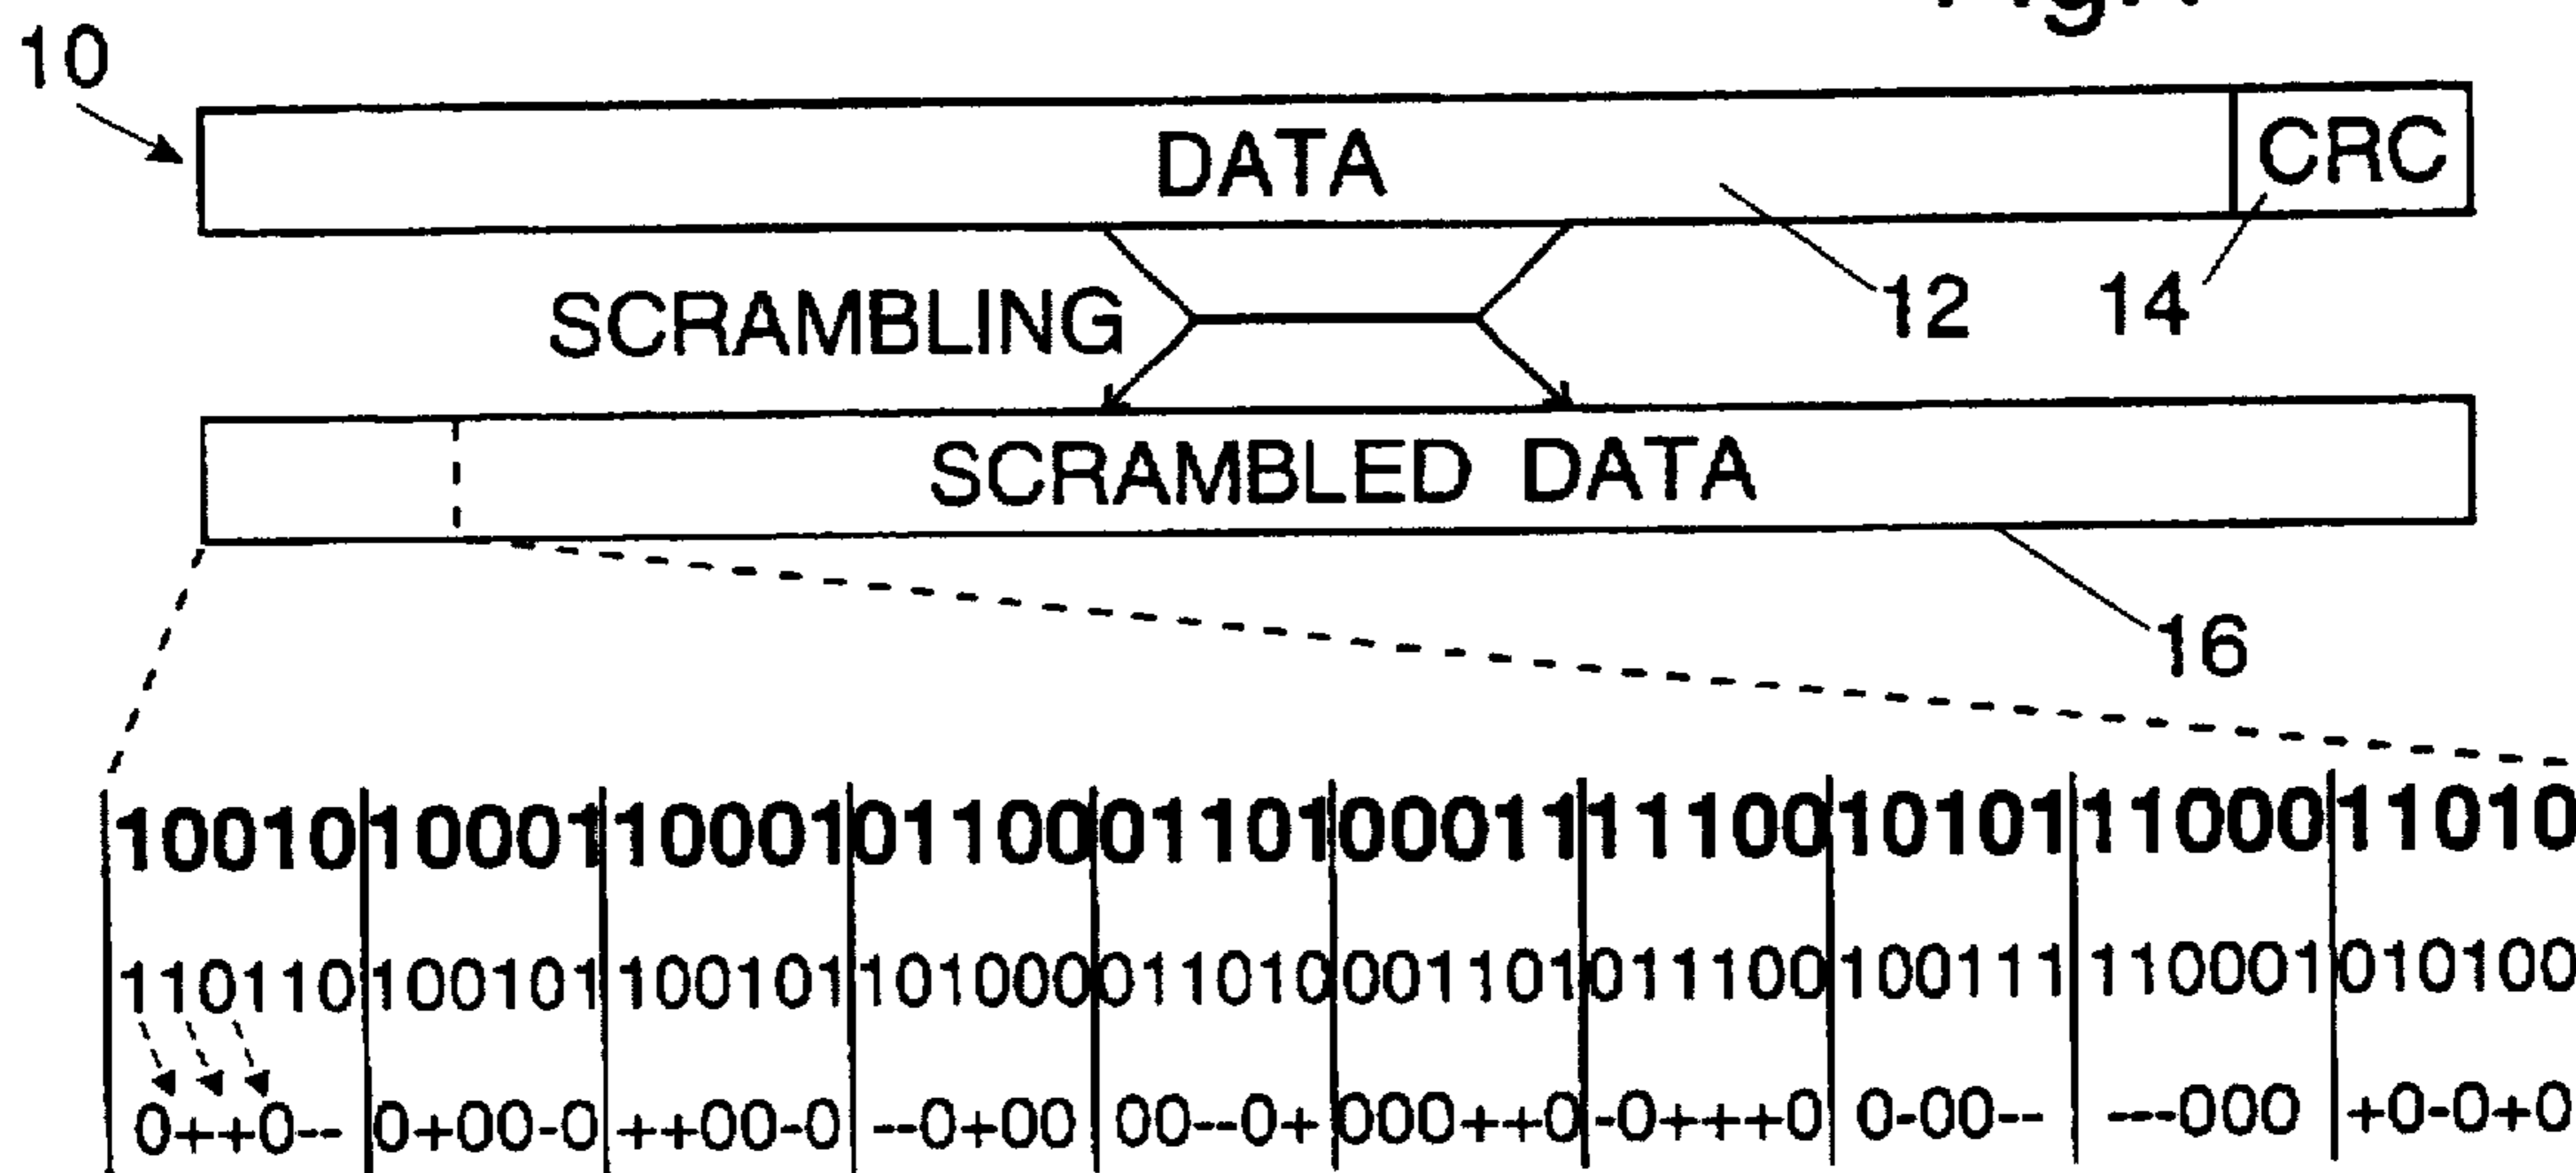 10
DATA CRC
SCRAMBLING 12 14
SCRAMBLED DATA
16
10010 10001 10001 01100 01101 00011 11100 10101 11000 11010
110110 100101 100101 101000 011010 001101 011100 100111 110001 010100
0++0-- 0+00-0 ++00-0 --0+00 00--0+ 000++0 -0+++0 0-00-- ---000 +0-0+0